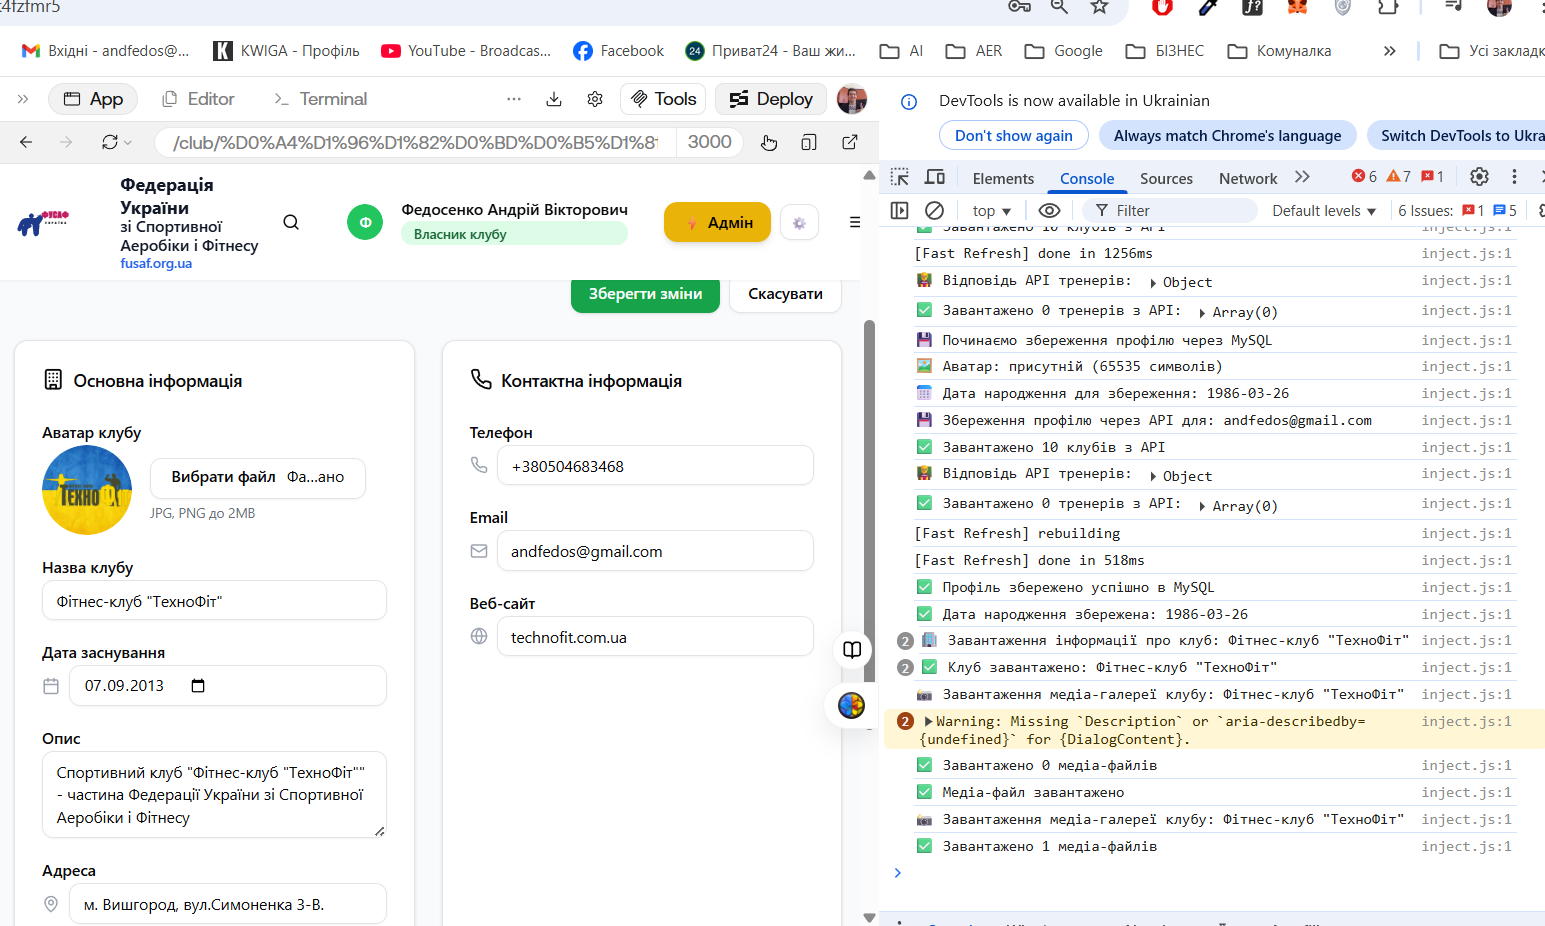 4fzfmr5
Вхідні - andfedos@...
KWIGA - Профіль
YouTube - Broadcas...
Facebook
24
Приват24 - Ваш жи...
AI
AER
Google
БІЗНЕС
Комуналка
»
Усі закладк
App
Editor
Terminal
Tools
Deploy
/club/%D0%A4%D1%96%D1%82%D0%BD%D0%B5%D1%8
3000
ФУСАФ
УКРАЇНА
Федерація
України
зі Спортивної
Аеробіки і Фітнесу
fusaf.org.ua
Ф
Федосенко Андрій Вікторович
Власник клубу
Адмін
Зберегти зміни
Скасувати
Основна інформація
Аватар клубу
ТЕХНО
Вибрати файл Фа...ано
JPG, PNG до 2MB
Назва клубу
Фітнес-клуб "ТехноФіт"
Дата заснування
07.09.2013
Опис
Спортивний клуб "Фітнес-клуб "ТехноФіт""
- частина Федерації України зі Спортивної
Аеробіки і Фітнесу
Адреса
м. Вишгород, вул.Симоненка 3-В.
Контактна інформація
Телефон
+380504683468
Email
andfedos@gmail.com
Веб-сайт
technofit.com.ua
DevTools is now available in Ukrainian
Don't show again
Always match Chrome's language
Switch DevTools to Ukra
Elements
Console
Sources
Network
6
7
1
top
Filter
Default levels
6 Issues:
1
5
Завантажено 10 клубів з API inject.js:1
[Fast Refresh] done in 1256ms inject.js:1
Відповідь API тренерів: Object inject.js:1
Завантажено 0 тренерів з API: Array(0) inject.js:1
Починаємо збереження профілю через MySQL inject.js:1
Аватар: присутній (65535 символів) inject.js:1
Дата народження для збереження: 1986-03-26 inject.js:1
Збереження профілю через API для: andfedos@gmail.com inject.js:1
Завантажено 10 клубів з API inject.js:1
Відповідь API тренерів: Object inject.js:1
Завантажено 0 тренерів з API: Array(0) inject.js:1
[Fast Refresh] rebuilding inject.js:1
[Fast Refresh] done in 518ms inject.js:1
Профіль збережено успішно в MySQL inject.js:1
Дата народження збережена: 1986-03-26 inject.js:1
2 Завантаження інформації про клуб: Фітнес-клуб "ТехноФіт" inject.js:1
2 Клуб завантажено: Фітнес-клуб "ТехноФіт" inject.js:1
Завантаження медіа-галереї клубу: Фітнес-клуб "ТехноФіт" inject.js:1
2 Warning: Missing `Description` or `aria-describedby= inject.js:1
{undefined}` for {DialogContent}.
Завантажено 0 медіа-файлів inject.js:1
Медіа-файл завантажено inject.js:1
Завантаження медіа-галереї клубу: Фітнес-клуб "ТехноФіт" inject.js:1
Завантажено 1 медіа-файлів inject.js:1